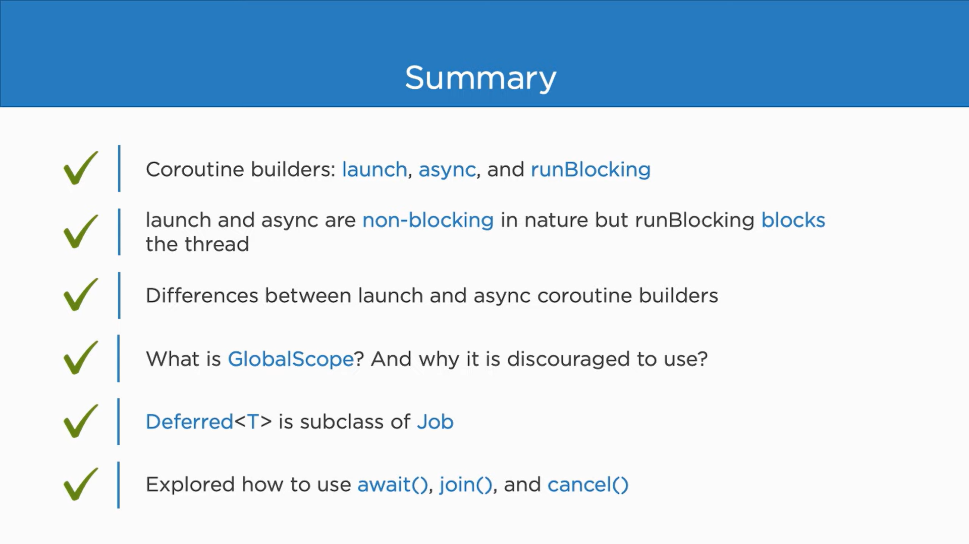 Summary
Coroutine builders: launch, async, and runBlocking
launch and async are non-blocking in nature but runBlocking blocks
the thread
Differences between launch and async coroutine builders
What is GlobalScope? And why it is discouraged to use?
Deferred<T> is subclass of Job
Explored how to use await(), join(), and cancel()